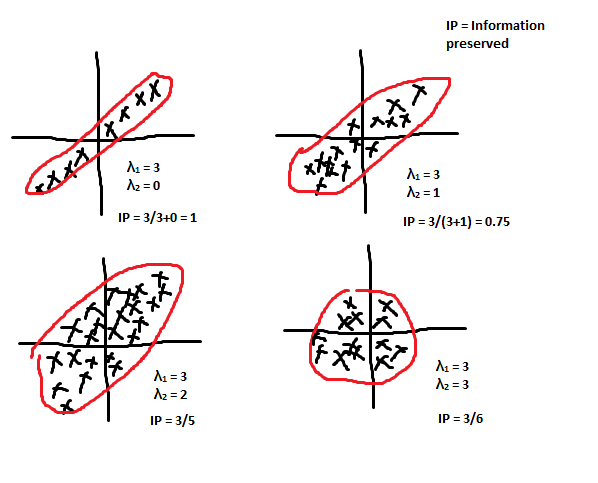 IP = Information
preserved
λ₁ = 3
λ₂ = 0
IP = 3/3+0 = 1
λ₁ = 3
λ₂ = 1
IP = 3/(3+1) = 0.75
λ₁ = 3
λ₂ = 2
IP = 3/5
λ₁ = 3
λ₂ = 3
IP = 3/6